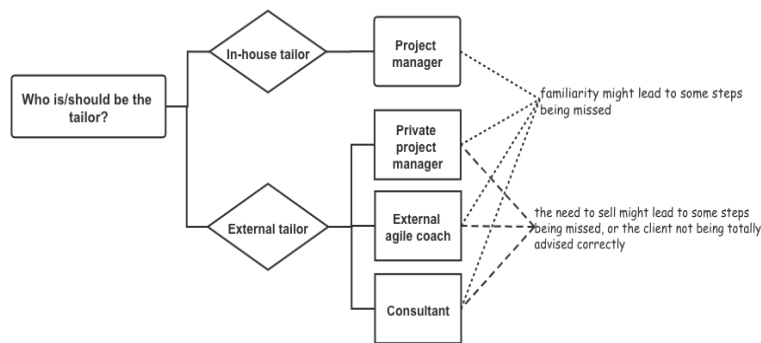 Who is/should be the
tailor?
In-house tailor
Project
manager
familiarity might lead to some steps
being missed
Private
project
manager
External tailor
External
agile coach
the need to sell might lead to some steps
being missed, or the client not being totally
advised correctly
Consultant